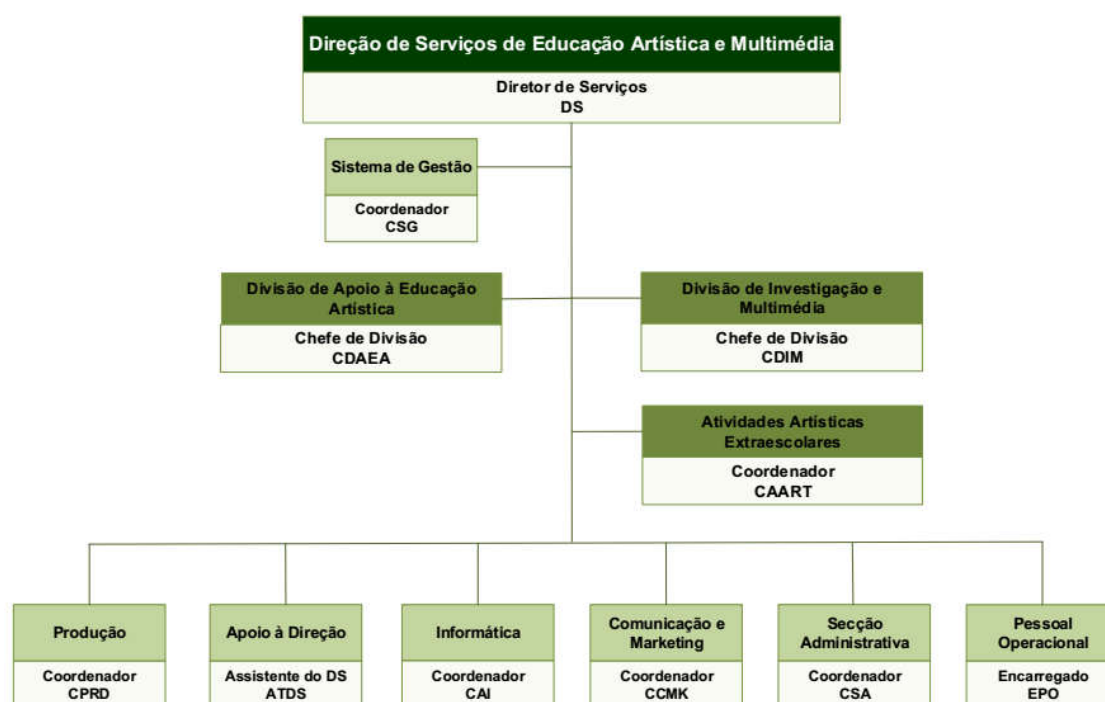 Direção de Serviços de Educação Artística e Multimédia
Diretor de Serviços
DS
Sistema de Gestão
Coordenador
CSG
Divisão de Apoio à Educação
Artística
Chefe de Divisão
CDAEA
Divisão de Investigação e
Multimédia
Chefe de Divisão
CDIM
Atividades Artísticas
Extraescolares
Coordenador
CAART
Produção
Coordenador
CPRD
Apoio à Direção
Assistente do DS
ATDS
Informática
Coordenador
CAI
Comunicação e
Marketing
Coordenador
CCMK
Secção
Administrativa
Coordenador
CSA
Pessoal
Operacional
Encarregado
EPO